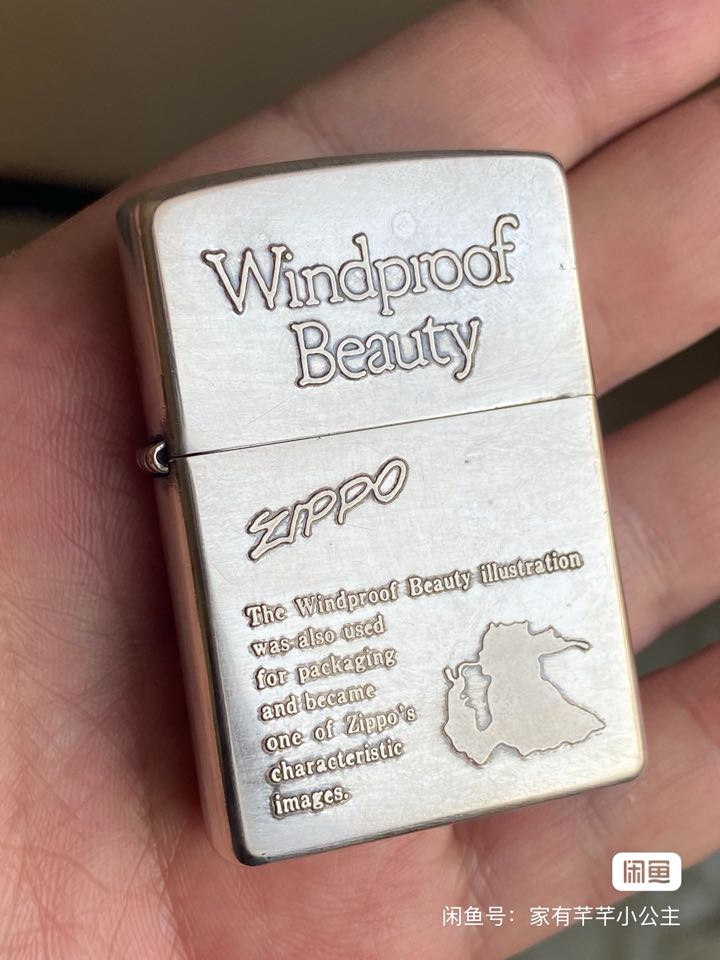 Windproof
Beauty
ZIPPO
The Windproof Beauty illustration
was also used
for packaging
and became
one of Zippo's
characteristic
images.
闲鱼
闲鱼号：家有芊芊小公主